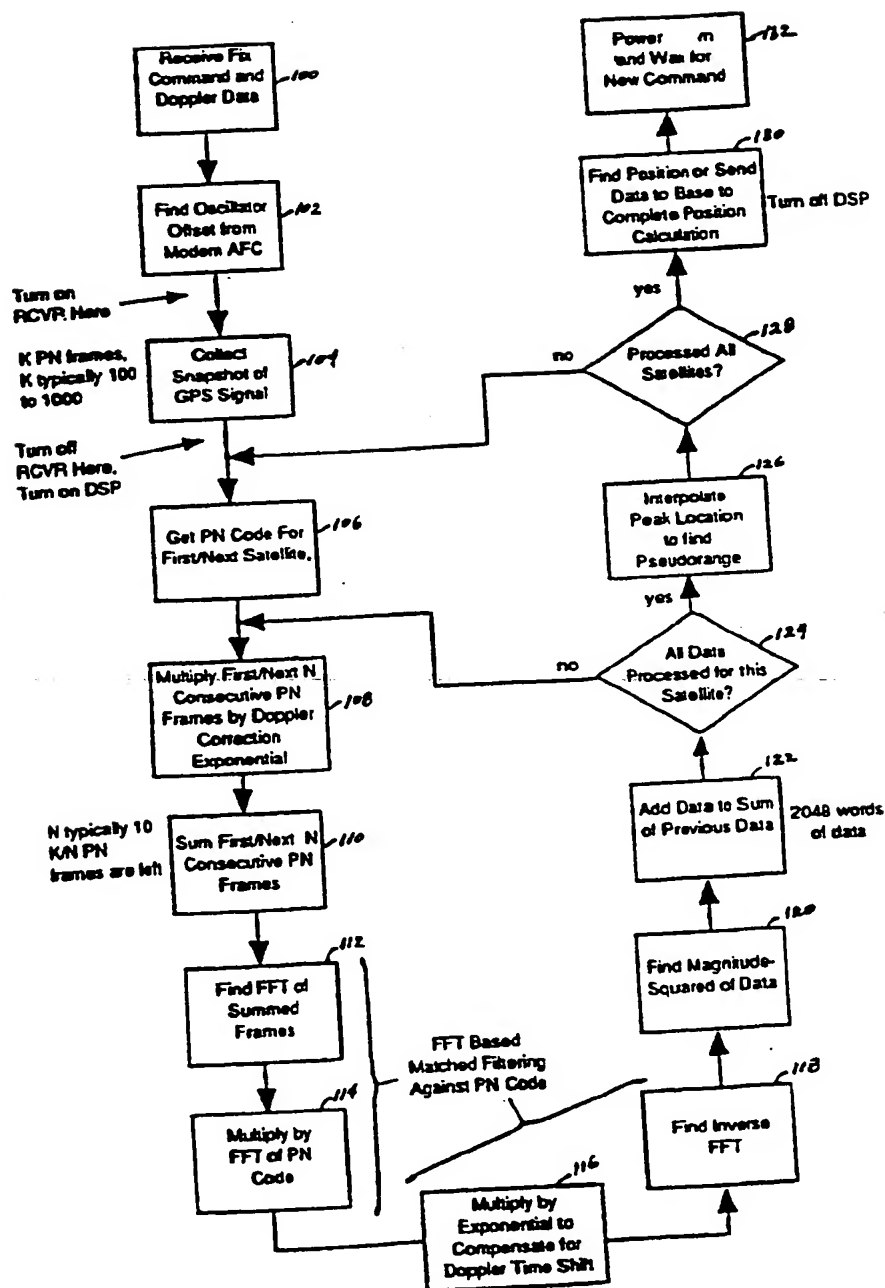 Receive Fix
Command and
Doppler Data
100
Find Oscillator
Offset from
Modem AFC
102
Turn on
RCVR Here
K PN frames,
K typically 100
to 1000
Collect
Snapshot of
GPS Signal
104
Turn off
RCVR Here,
Turn on DSP
Get PN Code For
First/Next Satellite.
106
Multiply First/Next N
Consecutive PN
Frames by Doppler
Correction
Exponential
108
N typically 10
K/N PN
frames are left
Sum First/Next N
Consecutive PN
Frames
110
112
Find FFT of
Summed
Frames
FFT Based
Matched Filtering
Against PN Code
114
Multiply by
FFT of PN
Code
116
Multiply by
Exponential to
Compensate for
Doppler Time Shift
118
Find Inverse
FFT
120
Find Magnitude-
Squared of Data
122
Add Data to Sum
of Previous Data
2048 words
of data
124
All Data
Processed for this
Satellite?
no
yes
126
Interpolate
Peak Location
to find
Pseudorange
128
Processed All
Satellites?
no
yes
130
Find Position or Send
Data to Base to
Complete Position
Calculation
Turn off DSP
132
Power
and Wait for
New Command